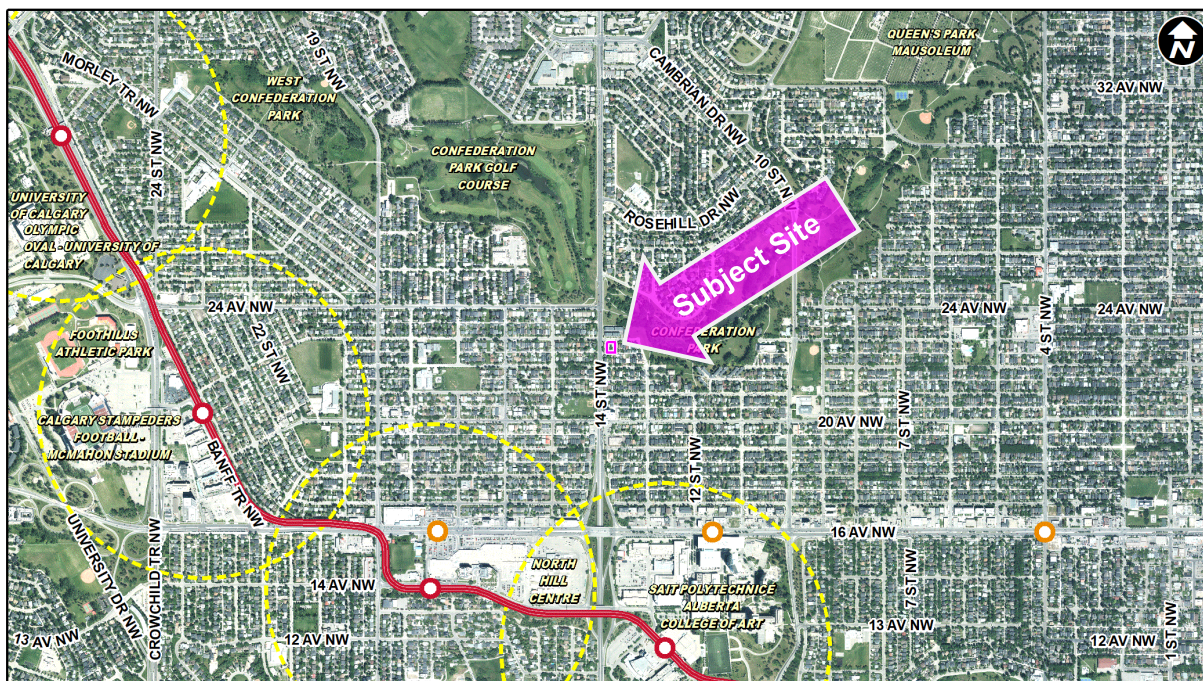 MORLEY TR NW
19 ST NW
WEST
CONFEDERATION
PARK
CAMBRIAN DR NW
QUEEN'S PARK
MAUSOLEUM
N
32 AV NW
24 ST NW
CONFEDERATION
PARK GOLF
COURSE
10 ST N
ROSEHILL DR NW
UNIVERSITY
OF CALGARY
OLYMPIC
OVAL - UNIVERSITY OF
CALGARY
Subject Site
24 AV NW
24 AV NW
24 AV NW
4 ST NW
FOOTHILLS
ATHLETIC PARK
22 ST NW
CONFEDERATION
PARK
14 ST NW
CALGARY STAMPEDERS
FOOTBALL -
MCMAHON STADIUM
20 AV NW
7 ST NW
BANFF TR NW
12 ST NW
16 AV NW
UNIVERSITY DR NW
CROWCHILD TR NW
14 AV NW
NORTH
HILL
CENTRE
SAIT POLYTECHNICE
ALBERTA
COLLEGE OF ART
7 ST NW
13 AV NW
12 AV NW
13 AV NW
12 AV NW
1 ST NW